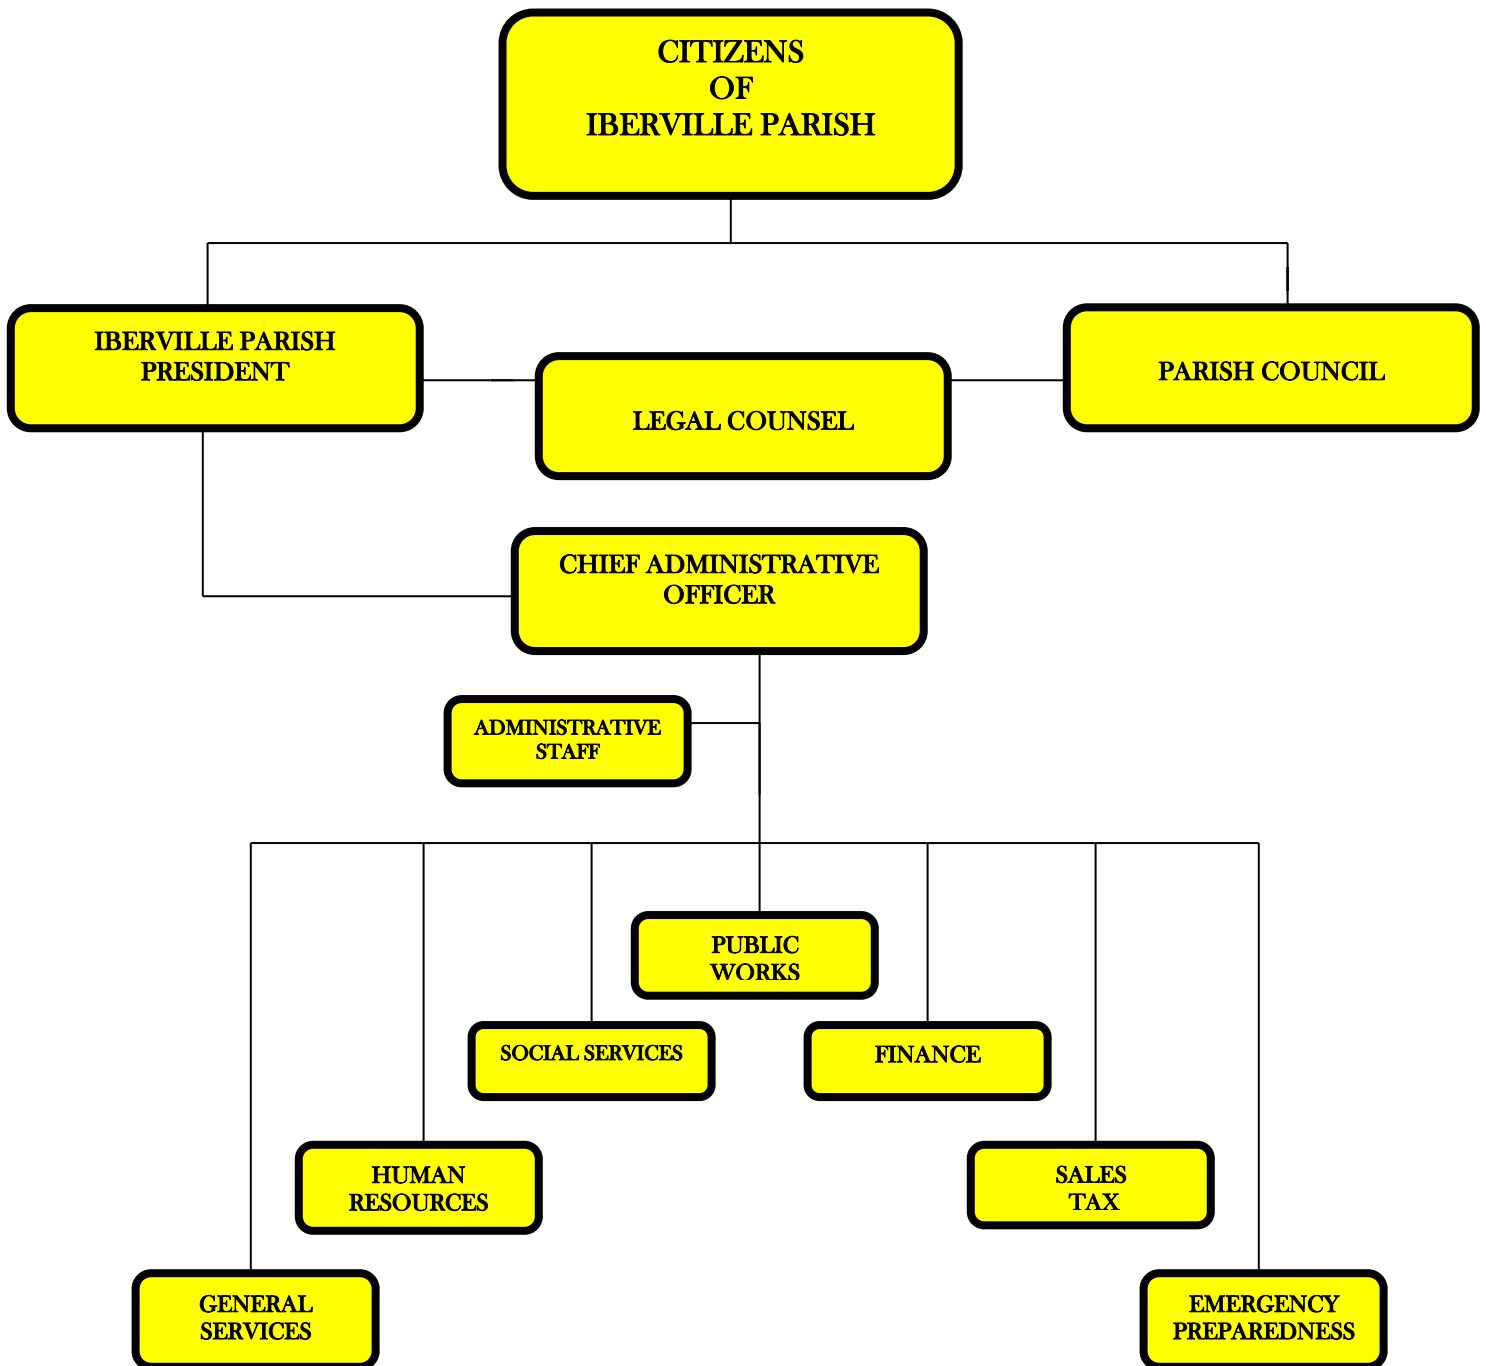 CITIZENS
OF
IBERVILLE PARISH
IBERVILLE PARISH
PRESIDENT
PARISH COUNCIL
LEGAL COUNSEL
CHIEF ADMINISTRATIVE
OFFICER
ADMINISTRATIVE
STAFF
PUBLIC
WORKS
SOCIAL SERVICES
FINANCE
HUMAN
RESOURCES
SALES
TAX
GENERAL
SERVICES
EMERGENCY
PREPAREDNESS